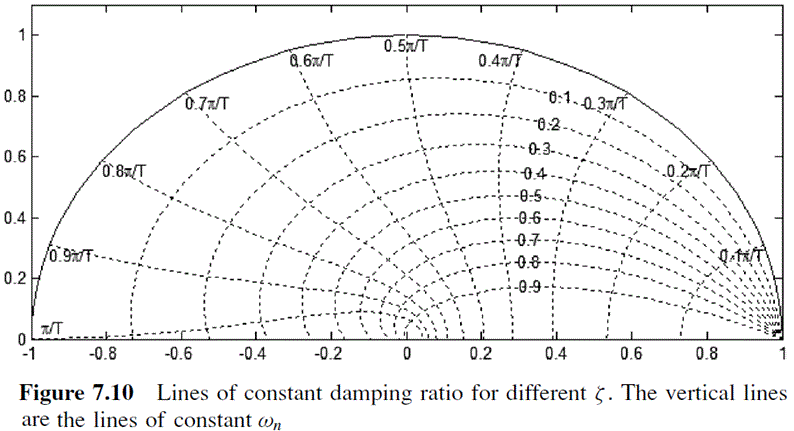 1
0.5π/T
0.6π/T
0.4π/T
0.8
0.7π/T
0.1
0.3π/T
0.2
0.6
0.3
0.8π/T
0.4
0.2π/T
0.5
0.4
0.6
0.7
0.9π/T
0.1π/T
0.8
0.2
0.9
π/T
0
-1 -0.8 -0.6 -0.4 -0.2 0 0.2 0.4 0.6 0.8 1
Figure 7.10 Lines of constant damping ratio for different ζ. The vertical lines
are the lines of constant ωn